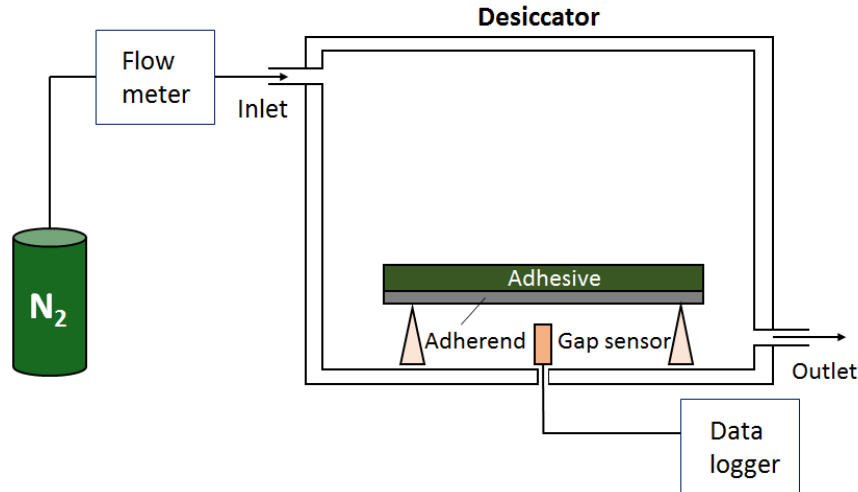 Desiccator
Flow
meter
Inlet
N₂
Adhesive
Adherend
Gap sensor
Outlet
Data
logger